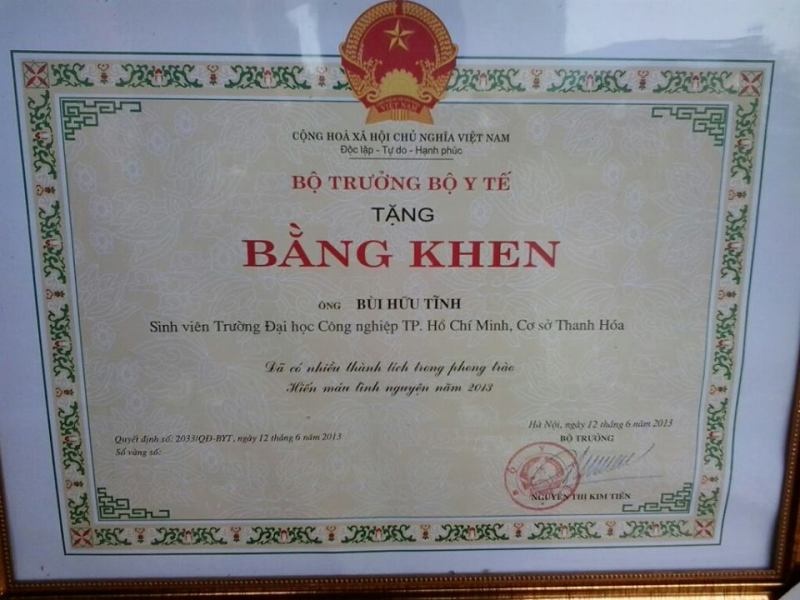 VIỆT NAM
CỘNG HOÀ XÃ HỘI CHỦ NGHĨA VIỆT NAM
Độc lập - Tự do - Hạnh phúc
BỘ TRƯỞNG BỘ Y TẾ
TẶNG
BẰNG KHEN
ÔNG BÙI HỮU TĨNH
Sinh viên Trường Đại học Công nghiệp TP. Hồ Chí Minh, Cơ sở Thanh Hóa
Đã có nhiều thành tích trong phong trào
Hiến máu tình nguyện năm 2013
Hà Nội, ngày 12 tháng 6 năm 2013
Quyết định số: 2033/QĐ-BYT, ngày 12 tháng 6 năm 2013
BỘ TRƯỞNG
Sổ vàng số:
NGUYỄN THỊ KIM TIẾN